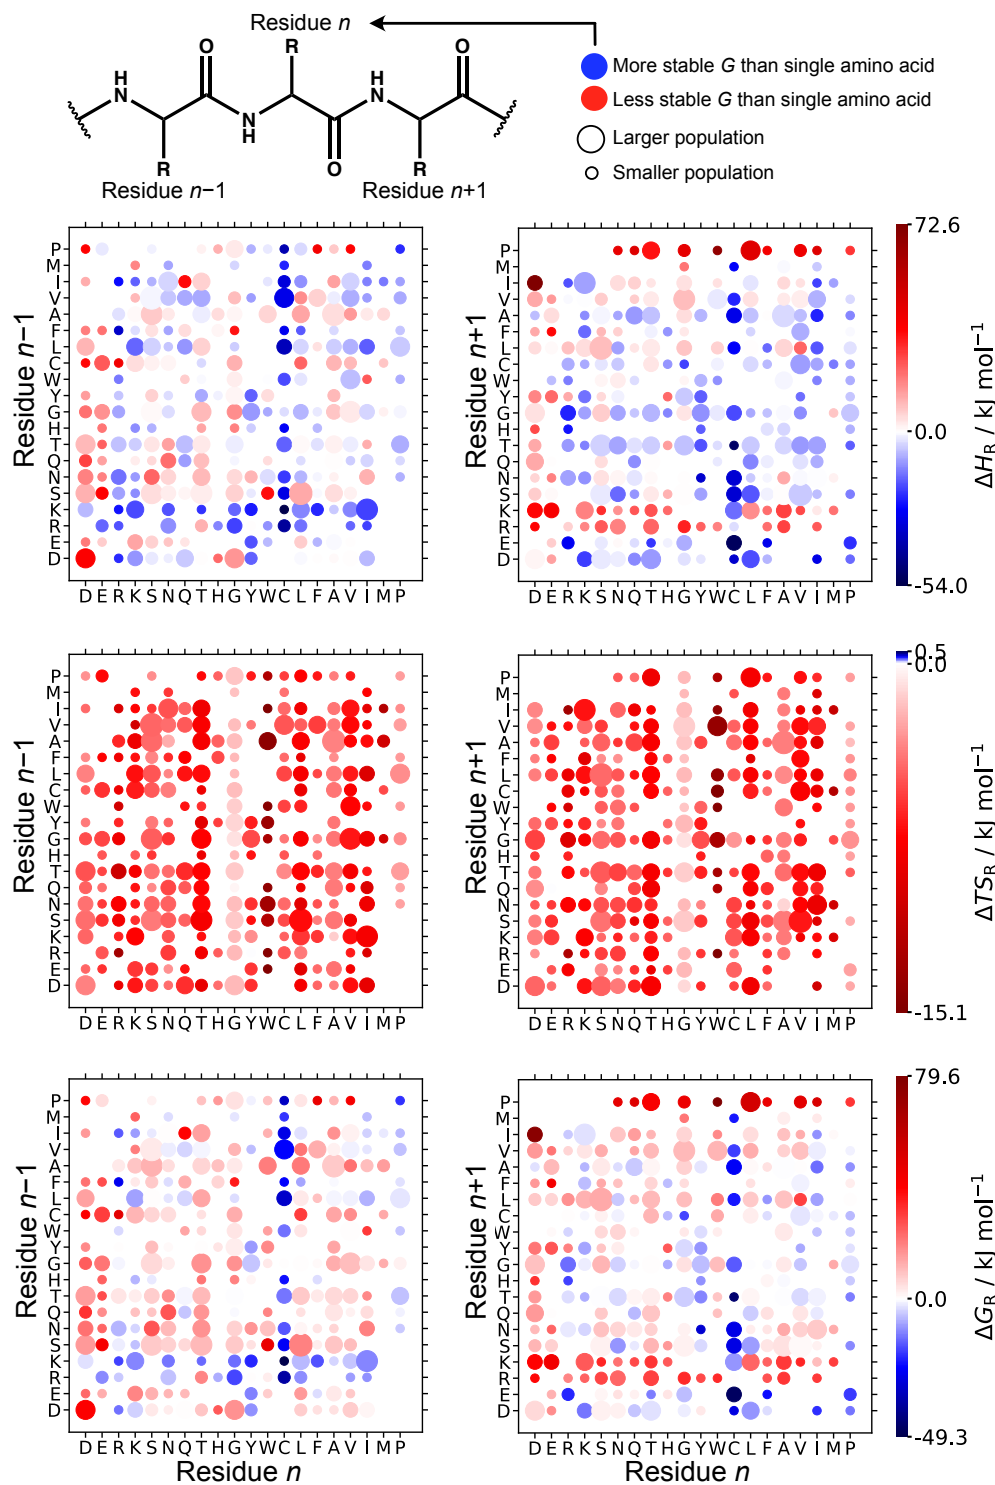 Residue n
O
R
O
H
N
H
N
N
H
R
O
R
Residue n−1
Residue n+1
More stable G than single amino acid
Less stable G than single amino acid
Larger population
Smaller population
Residue n−1
P
M
I
V
A
F
L
C
W
Y
G
H
T
Q
N
S
K
R
E
D
D E R K S N Q T H G Y W C L F A V I M P
Residue n+1
P
M
I
V
A
F
L
C
W
Y
G
H
T
Q
N
S
K
R
E
D
D E R K S N Q T H G Y W C L F A V I M P
72.6
0.0
-54.0
ΔH_R / kJ mol⁻¹
Residue n−1
P
M
I
V
A
F
L
C
W
Y
G
H
T
Q
N
S
K
R
E
D
D E R K S N Q T H G Y W C L F A V I M P
Residue n+1
P
M
I
V
A
F
L
C
W
Y
G
H
T
Q
N
S
K
R
E
D
D E R K S N Q T H G Y W C L F A V I M P
0.5
0.0
-15.1
ΔTS_R / kJ mol⁻¹
Residue n−1
P
M
I
V
A
F
L
C
W
Y
G
H
T
Q
N
S
K
R
E
D
D E R K S N Q T H G Y W C L F A V I M P
Residue n
Residue n+1
P
M
I
V
A
F
L
C
W
Y
G
H
T
Q
N
S
K
R
E
D
D E R K S N Q T H G Y W C L F A V I M P
Residue n
79.6
0.0
-49.3
ΔG_R / kJ mol⁻¹